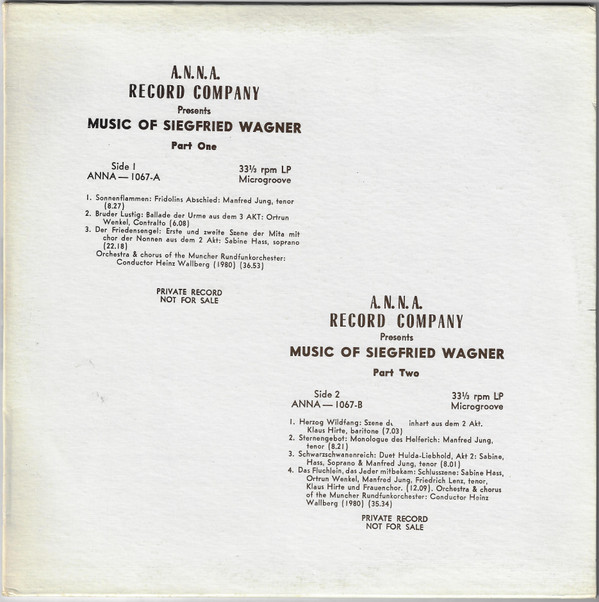 A.N.N.A.
RECORD COMPANY
Presents
MUSIC OF SIEGFRIED WAGNER
Part One
Side 1
ANNA — 1067-A
33⅓ rpm LP
Microgroove
1. Sonnenflammen: Fridolins Abschied: Manfred Jung, tenor
(8.27)
2. Bruder Lustig: Ballade der Urme aus dem 3 AKT: Ortrun
Wenkel, Contralto (6.08)
3. Der Friedensengel: Erste und zweite Szene der Mita mit
chor der Nonnen aus dem 2 Akt: Sabine Hass, soprano
(22.18)
Orchestra & chorus of the Muncher Rundfunkorchester:
Conductor Heinz Wallberg (1980) (36.53)
PRIVATE RECORD
NOT FOR SALE
A.N.N.A.
RECORD COMPANY
Presents
MUSIC OF SIEGFRIED WAGNER
Part Two
Side 2
ANNA — 1067-B
33⅓ rpm LP
Microgroove
1. Herzog Wildfang: Szene inhart aus dem 2 Akt.
Klaus Hirte, baritone (7.03)
2. Sternengebot: Monologue des Helferich: Manfred Jung,
tenor (8.21)
3. Schwarzschwanenreich: Duet Hulda-Liebhold, Akt 2: Sabine,
Hass, Soprano & Manfred Jung, tenor (8.01)
4. Das Fluchlein, das Jeder mitbekam: Schlusszene: Sabine Hass,
Ortrun Wenkel, Manfred Jung, Friedrich Lenz, tenor,
Klaus Hirte und Frauenchor. (12.09). Orchestra & chorus
of the Muncher Rundfunkorchester: Conductor Heinz
Wallberg (1980) (35.34)
PRIVATE RECORD
NOT FOR SALE